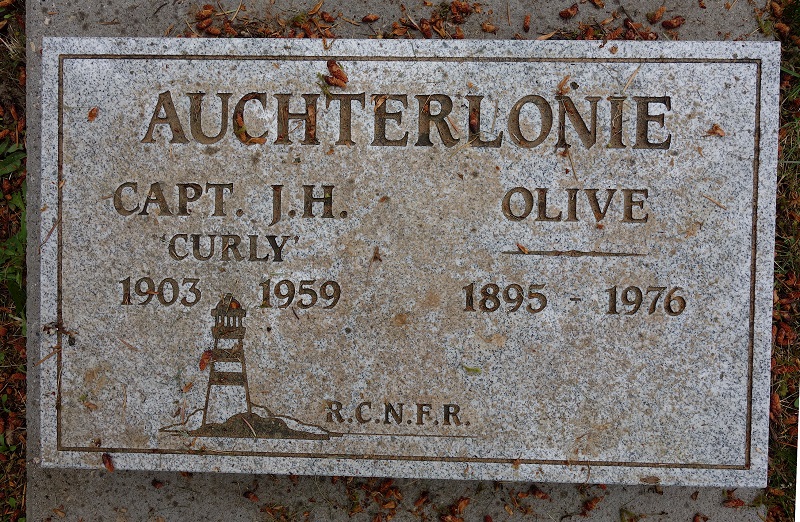 AUCHTERLONIE
CAPT. J.H.
'CURLY'
1903 - 1959
OLIVE
1895 - 1976
R.C.N.F.R.